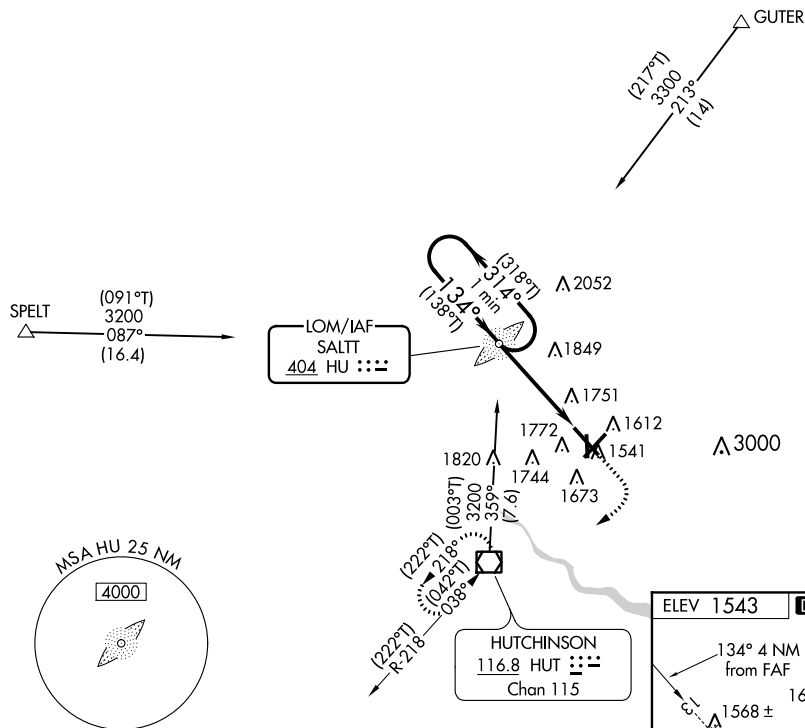 GUTER
(217°T)
3300
213°
(14)
(318°T)
314°
1 min
134°
(138°T)
2052
SPELT
(091°T)
3200
087°
(16.4)
LOM/IAF
SALTT
404 HU
1849
1751
1612
1772
1541
3000
1820
1744
1673
(003°T)
3200
359°
(7.6)
(222°T)
218°
(042°T)
038°
(222°T)
R-218
MSA HU 25 NM
4000
HUTCHINSON
116.8 HUT
Chan 115
ELEV 1543
D
134° 4 NM
from FAF
13
1568 ±
16